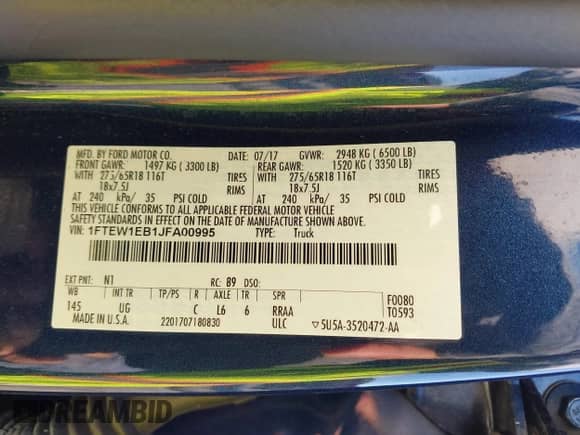 MFD. BY FORD MOTOR CO.
DATE: 07/17 GVWR: 2948 KG ( 6500 LB)
FRONT GAWR: 1497 KG ( 3300 LB) REAR GAWR: 1520 KG ( 3350 LB)
WITH 275/65R18 116T TIRES WITH 275/65R18 116T TIRES
18x7.5J RIMS 18x7.5J RIMS
AT 240 kPa/ 35 PSI COLD AT 240 kPa/ 35 PSI COLD
THIS VEHICLE CONFORMS TO ALL APPLICABLE FEDERAL MOTOR VEHICLE
SAFETY STANDARDS IN EFFECT ON THE DATE OF MANUFACTURE SHOWN ABOVE.
VIN: 1FTEW1EB1JFA00995 TYPE: Truck
EXT PNT: N1 RC: 89 DSO:
WB INT TR TP/PS R AXLE TR SPR
145 UG C L6 6 RRAA
F0080
T0593
MADE IN U.S.A. 2201707180830 ULC 5U5A-3520472-AA
DREAMBID